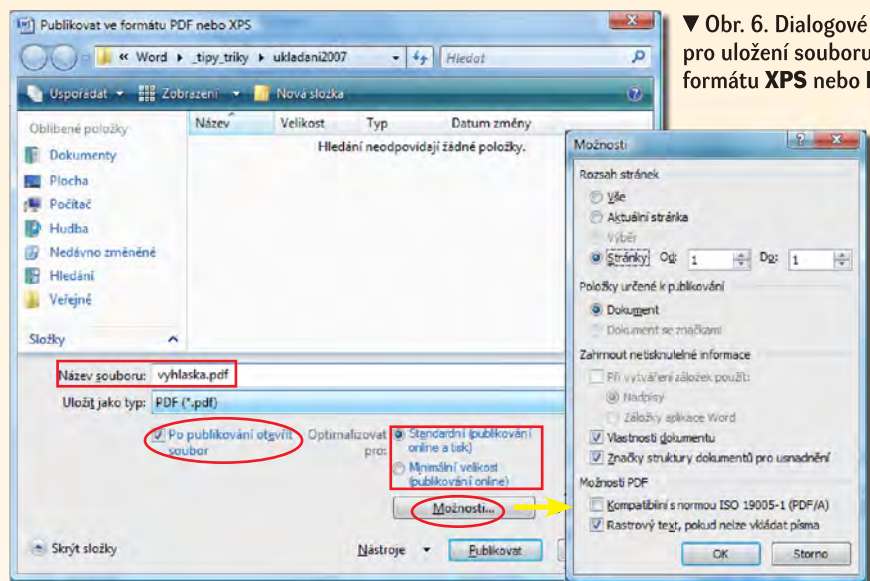 Publikovat ve formátu PDF nebo XPS
« Word ▸ _tipy_triky ▸ ukladani2007
Hledat
Uspořádat Zobrazení Nová složka
Oblíbené položky
Dokumenty
Plocha
Počítač
Hudba
Nedávno změněné
Hledání
Veřejné
Složky
Název Velikost Typ Datum změny
Hledání neodpovídají žádné položky.
Název souboru: vyhlaska.pdf
Uložit jako typ: PDF (*.pdf)
Po publikování otevřít
soubor
Optimalizovat
pro:
Standardní (publikování
online a tisk)
Minimální velikost
(publikování online)
Možnosti...
Skrýt složky
Nástroje Publikovat
▼ Obr. 6. Dialogové
pro uložení souboru
formátu XPS nebo
Možnosti
Rozsah stránek
Vše
Aktuální stránka
Výběr
Stránky Od: 1 Do: 1
Položky určené k publikování
Dokument
Dokument se značkami
Zahrnout netisknutelné informace
Při vytváření záložek použít:
Nadpisy
Záložky aplikace Word
Vlastnosti dokumentu
Značky struktury dokumentů pro usnadnění
Možnosti PDF
Kompatibilní s normou ISO 19005-1 (PDF/A)
Rastrový text, pokud nelze vkládat písma
OK Storno